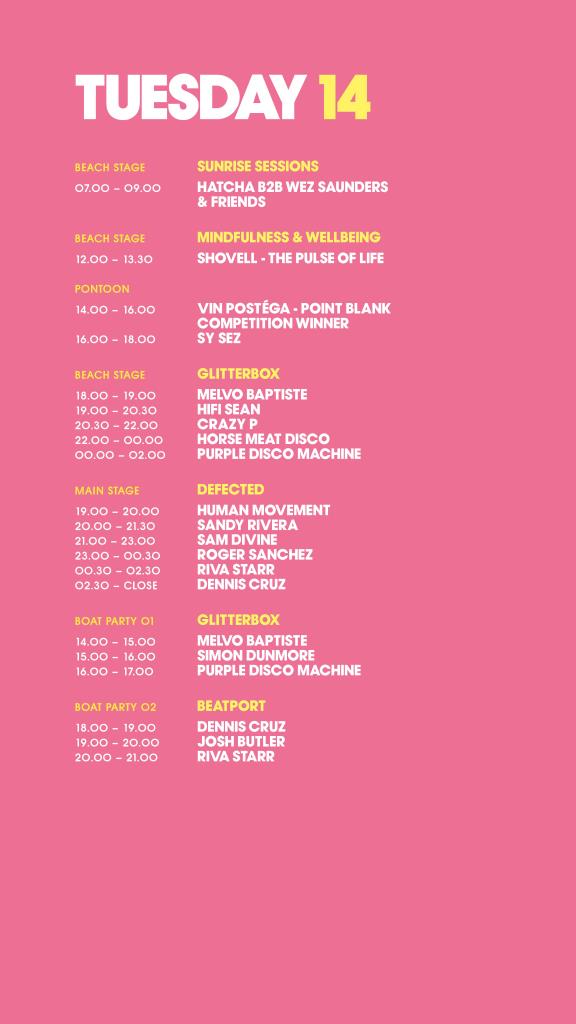 TUESDAY 14
BEACH STAGE SUNRISE SESSIONS
07.00 – 09.00 HATCHA B2B WEZ SAUNDERS
& FRIENDS
BEACH STAGE MINDFULNESS & WELLBEING
12.00 – 13.30 SHOVELL - THE PULSE OF LIFE
PONTOON
14.00 – 16.00 VIN POSTÉGA - POINT BLANK
COMPETITION WINNER
16.00 – 18.00 SY SEZ
BEACH STAGE GLITTERBOX
18.00 – 19.00 MELVO BAPTISTE
19.00 – 20.30 HIFI SEAN
20.30 – 22.00 CRAZY P
22.00 – 00.00 HORSE MEAT DISCO
00.00 – 02.00 PURPLE DISCO MACHINE
MAIN STAGE DEFECTED
19.00 – 20.00 HUMAN MOVEMENT
20.00 – 21.30 SANDY RIVERA
21.00 – 23.00 SAM DIVINE
23.00 – 00.30 ROGER SANCHEZ
00.30 – 02.30 RIVA STARR
02.30 – CLOSE DENNIS CRUZ
BOAT PARTY 01 GLITTERBOX
14.00 – 15.00 MELVO BAPTISTE
15.00 – 16.00 SIMON DUNMORE
16.00 – 17.00 PURPLE DISCO MACHINE
BOAT PARTY 02 BEATPORT
18.00 – 19.00 DENNIS CRUZ
19.00 – 20.00 JOSH BUTLER
20.00 – 21.00 RIVA STARR